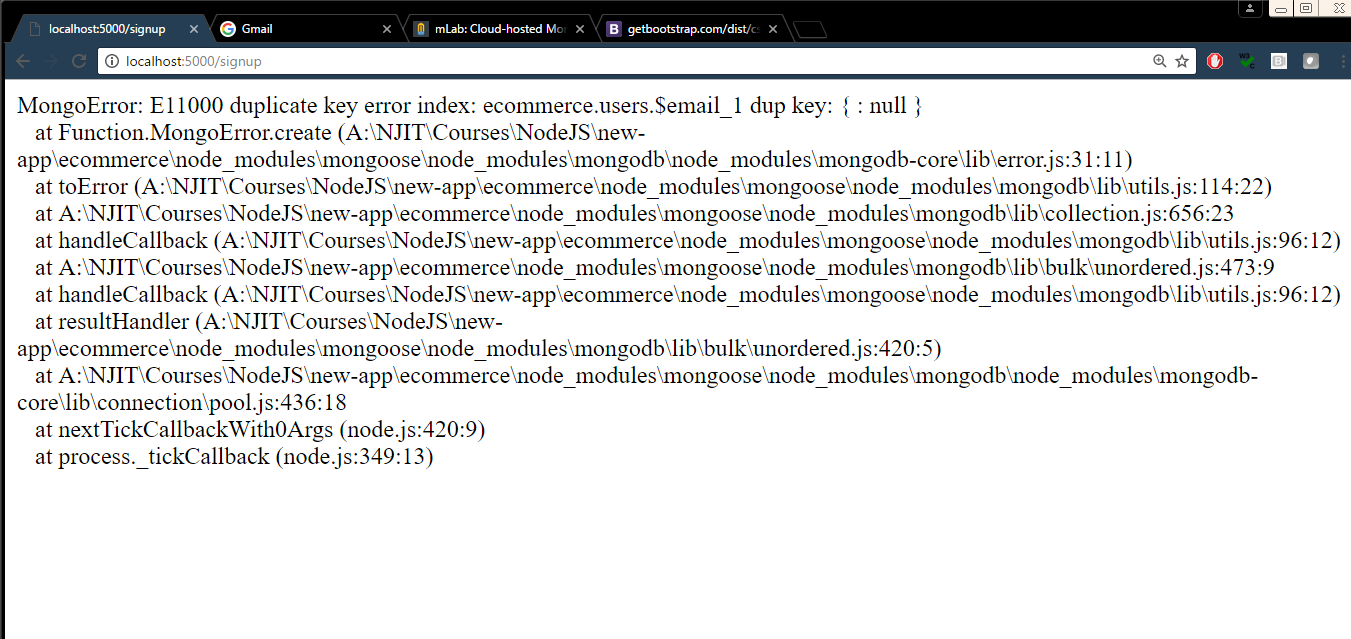 localhost:5000/signup
Gmail
mLab: Cloud-hosted Mo
getbootstrap.com/dist/cs
localhost:5000/signup
MongoError: E11000 duplicate key error index: ecommerce.users.$email_1 dup key: { : null }
at Function.MongoError.create (A:\NJIT\Courses\NodeJS\new-
app\ecommerce\node_modules\mongoose\node_modules\mongodb\node_modules\mongodb-core\lib\error.js:31:11)
at toError (A:\NJIT\Courses\NodeJS\new-app\ecommerce\node_modules\mongoose\node_modules\mongodb\lib\utils.js:114:22)
at A:\NJIT\Courses\NodeJS\new-app\ecommerce\node_modules\mongoose\node_modules\mongodb\lib\collection.js:656:23
at handleCallback (A:\NJIT\Courses\NodeJS\new-app\ecommerce\node_modules\mongoose\node_modules\mongodb\lib\utils.js:96:12)
at A:\NJIT\Courses\NodeJS\new-app\ecommerce\node_modules\mongoose\node_modules\mongodb\lib\bulk\unordered.js:473:9
at handleCallback (A:\NJIT\Courses\NodeJS\new-app\ecommerce\node_modules\mongoose\node_modules\mongodb\lib\utils.js:96:12)
at resultHandler (A:\NJIT\Courses\NodeJS\new-
app\ecommerce\node_modules\mongoose\node_modules\mongodb\lib\bulk\unordered.js:420:5)
at A:\NJIT\Courses\NodeJS\new-app\ecommerce\node_modules\mongoose\node_modules\mongodb\node_modules\mongodb-
core\lib\connection\pool.js:436:18
at nextTickCallbackWith0Args (node.js:420:9)
at process._tickCallback (node.js:349:13)